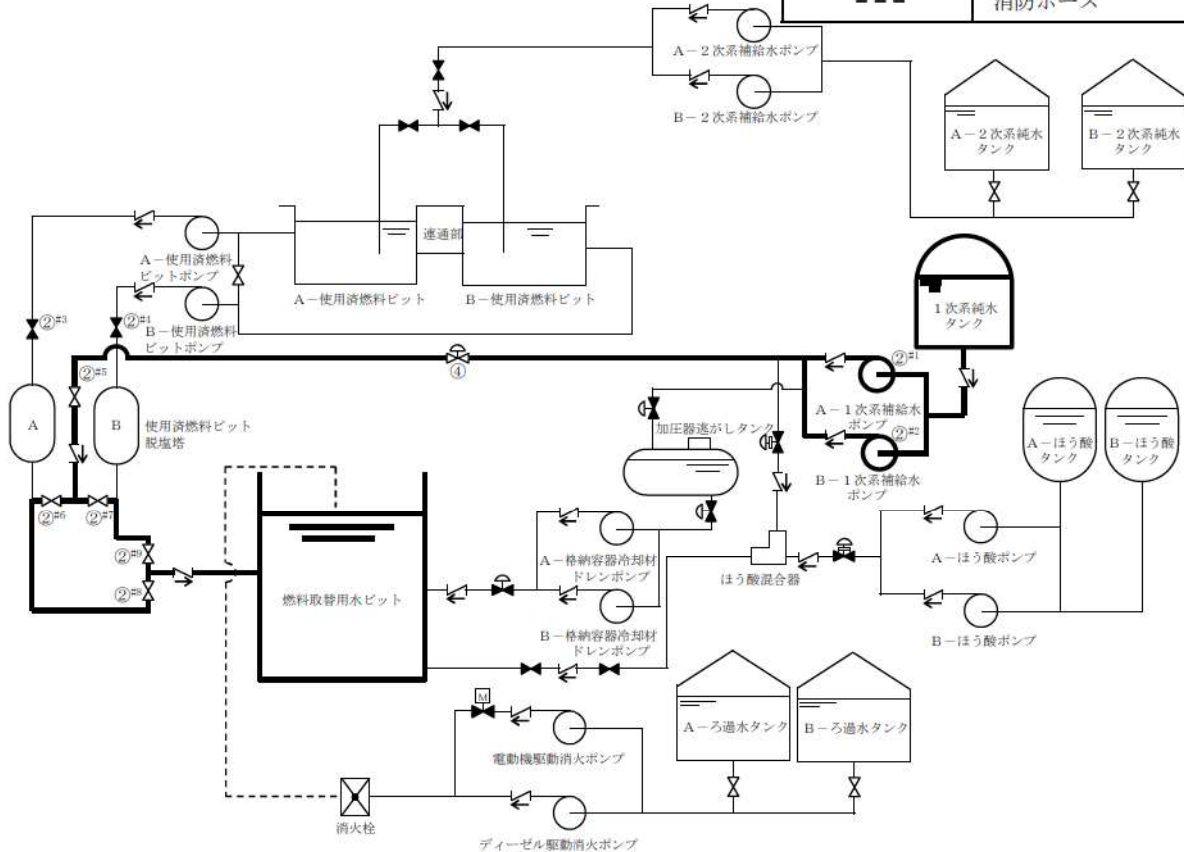 消防ホース
A-2次系補給水ポンプ
B-2次系補給水ポンプ
A-2次系純水
タンク
B-2次系純水
タンク
連通部
A-使用済燃料
ピットポンプ
A-使用済燃料ピット
B-使用済燃料ピット
1次系純水
タンク
②#3
②#4
B-使用済燃料
ピットポンプ
②#5
④
②#1
A-1次系補給水
ポンプ
A
B
使用済燃料ピット
脱塩塔
加圧器逃がしタンク
②#2
B-1次系補給水
ポンプ
A-ほう酸
タンク
B-ほう酸
タンク
②#6
②#7
②#9
②#8
燃料取替用水ピット
A-格納容器冷却材
ドレンポンプ
ほう酸混合器
A-ほう酸ポンプ
B-格納容器冷却材
ドレンポンプ
B-ほう酸ポンプ
M
A-ろ過水タンク
B-ろ過水タンク
電動機駆動消火ポンプ
消火栓
ディーゼル駆動消火ポンプ